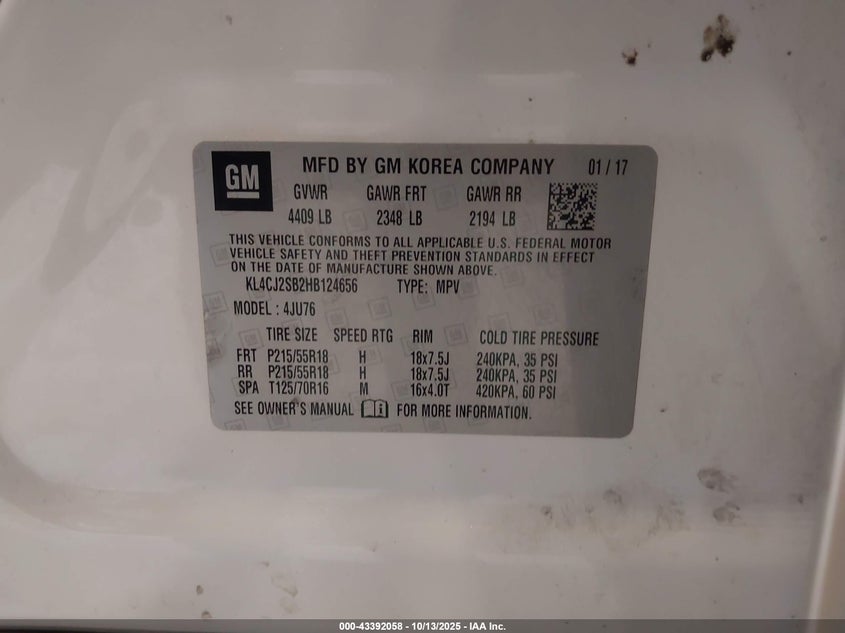 GM MFD BY GM KOREA COMPANY 01 / 17
GVWR GAWR FRT GAWR RR
4409 LB 2348 LB 2194 LB
THIS VEHICLE CONFORMS TO ALL APPLICABLE U.S. FEDERAL MOTOR
VEHICLE SAFETY AND THEFT PREVENTION STANDARDS IN EFFECT
ON THE DATE OF MANUFACTURE SHOWN ABOVE.
KL4CJ2SB2HB124656 TYPE: MPV
MODEL : 4JU76
TIRE SIZE SPEED RTG RIM COLD TIRE PRESSURE
FRT P215/55R18 H 18x7.5J 240KPA, 35 PSI
RR P215/55R18 H 18x7.5J 240KPA, 35 PSI
SPA T125/70R16 M 16x4.0T 420KPA, 60 PSI
SEE OWNER'S MANUAL FOR MORE INFORMATION.
000-43392058 - 10/13/2025 - IAA Inc.